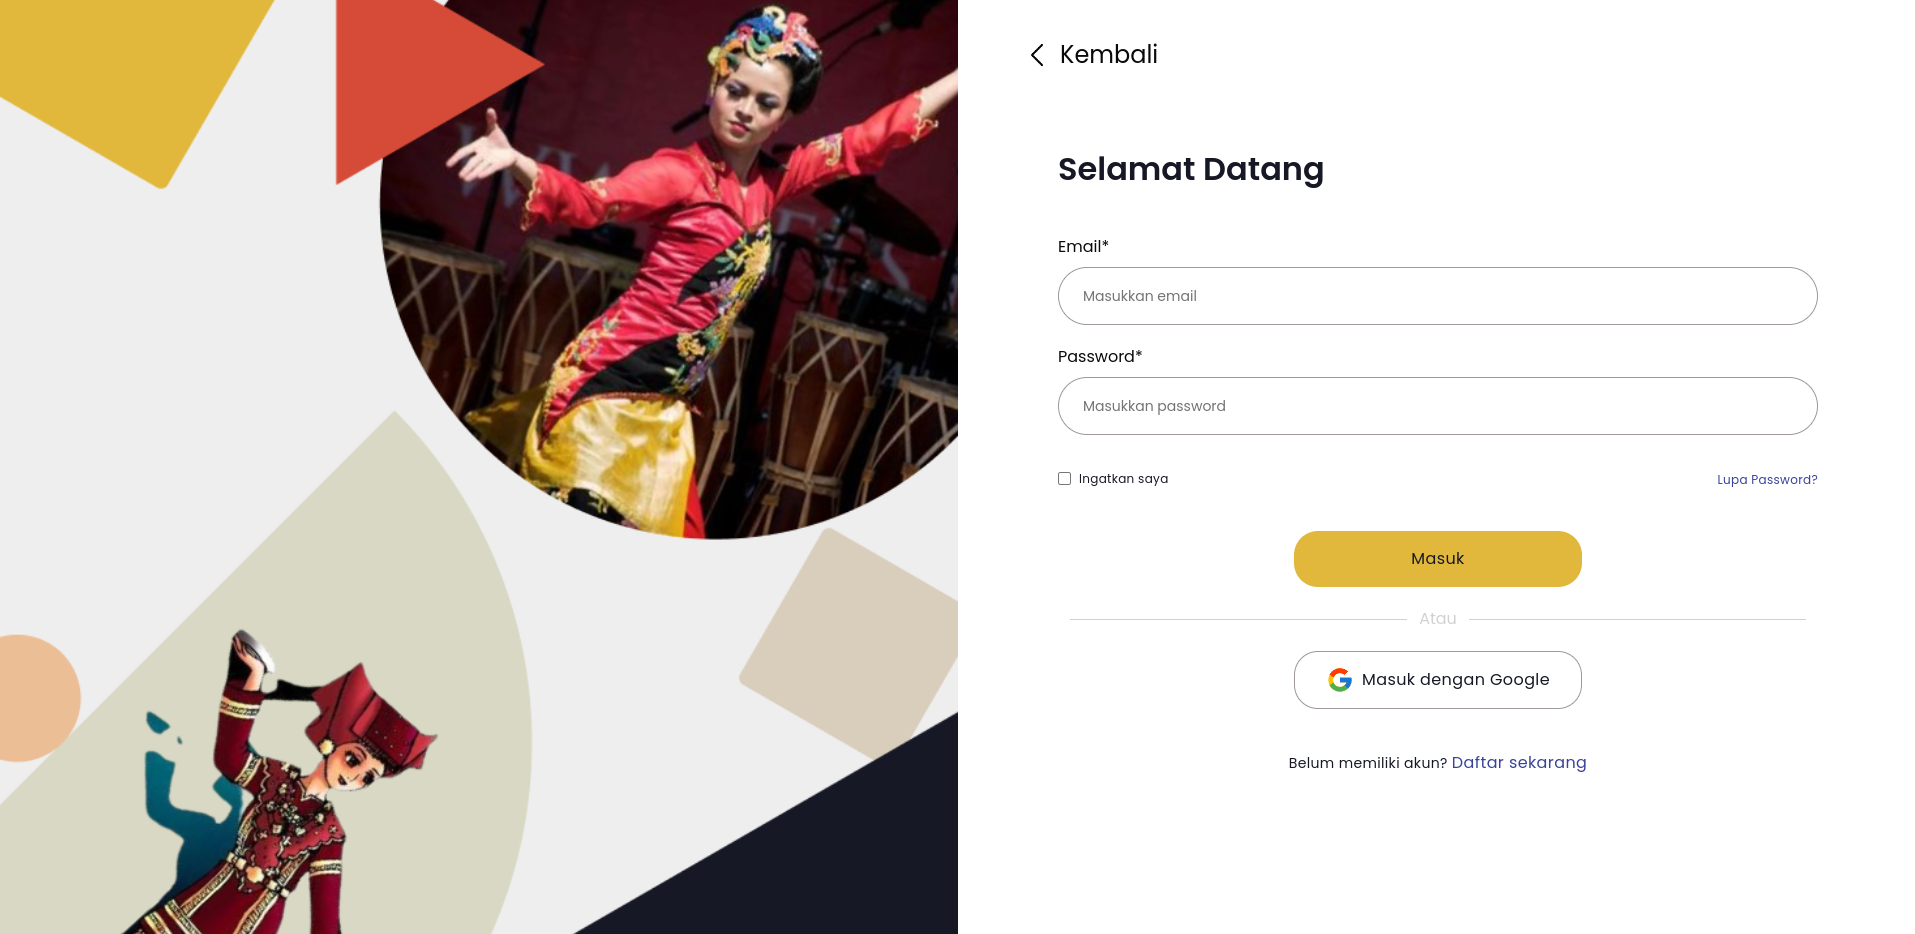 Kembali
Selamat Datang
Email*
Masukkan email
Password*
Masukkan password
Ingatkan saya
Lupa Password?
Masuk
Atau
Masuk dengan Google
Belum memiliki akun? Daftar sekarang